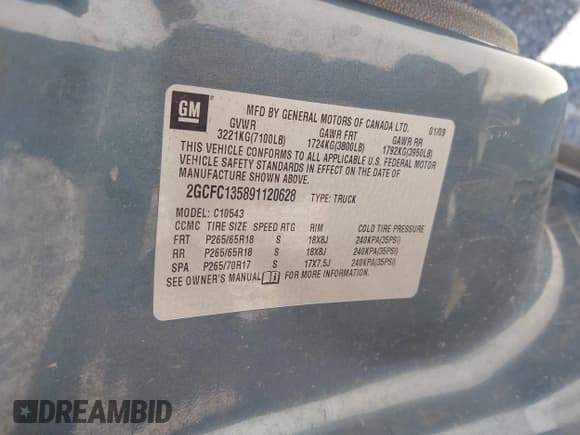 GM
MFD BY GENERAL MOTORS OF CANADA LTD. 01/09
GVWR GAWR FRT GAWR RR
3221KG(7100LB) 1724KG(3800LB) 1792KG(3950LB)
THIS VEHICLE CONFORMS TO ALL APPLICABLE U.S. FEDERAL MOTOR
VEHICLE SAFETY STANDARDS IN EFFECT ON THE DATE OF
MANUFACTURE SHOWN ABOVE.
2GCFC135891120628 TYPE: TRUCK
MODEL: C10543
CCMC TIRE SIZE SPEED RTG RIM COLD TIRE PRESSURE
FRT P265/65R18 S 18X8J 240KPA(35PSI)
RR P265/65R18 S 18X8J 240KPA(35PSI)
SPA P265/70R17 S 17X7.5J 240KPA(35PSI)
SEE OWNER'S MANUAL FOR MORE INFORMATION.
DREAMBID